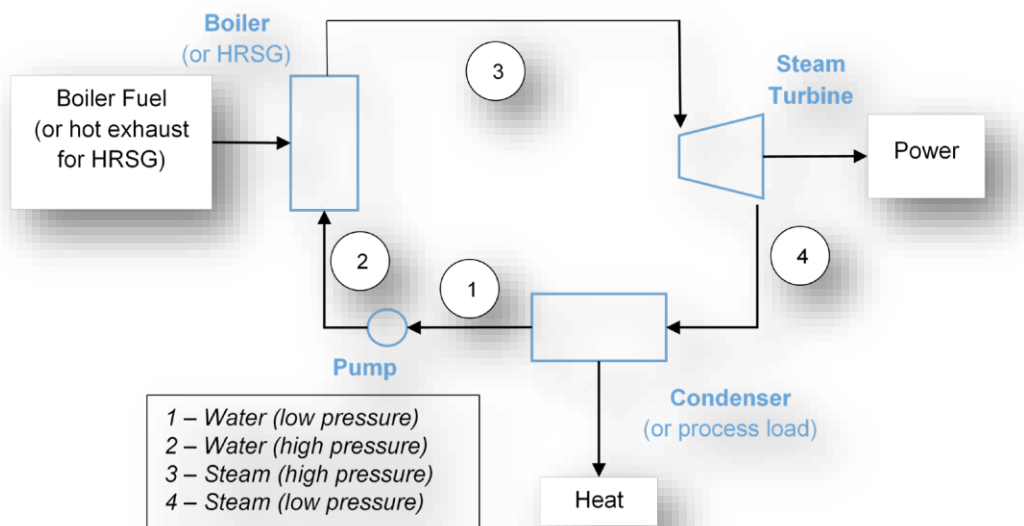 Boiler
(or HRSG)
3
Steam
Turbine
Boiler Fuel
(or hot exhaust
for HRSG)
Power
2
1
4
Pump
Condenser
(or process load)
1 – Water (low pressure)
2 – Water (high pressure)
3 – Steam (high pressure)
4 – Steam (low pressure)
Heat